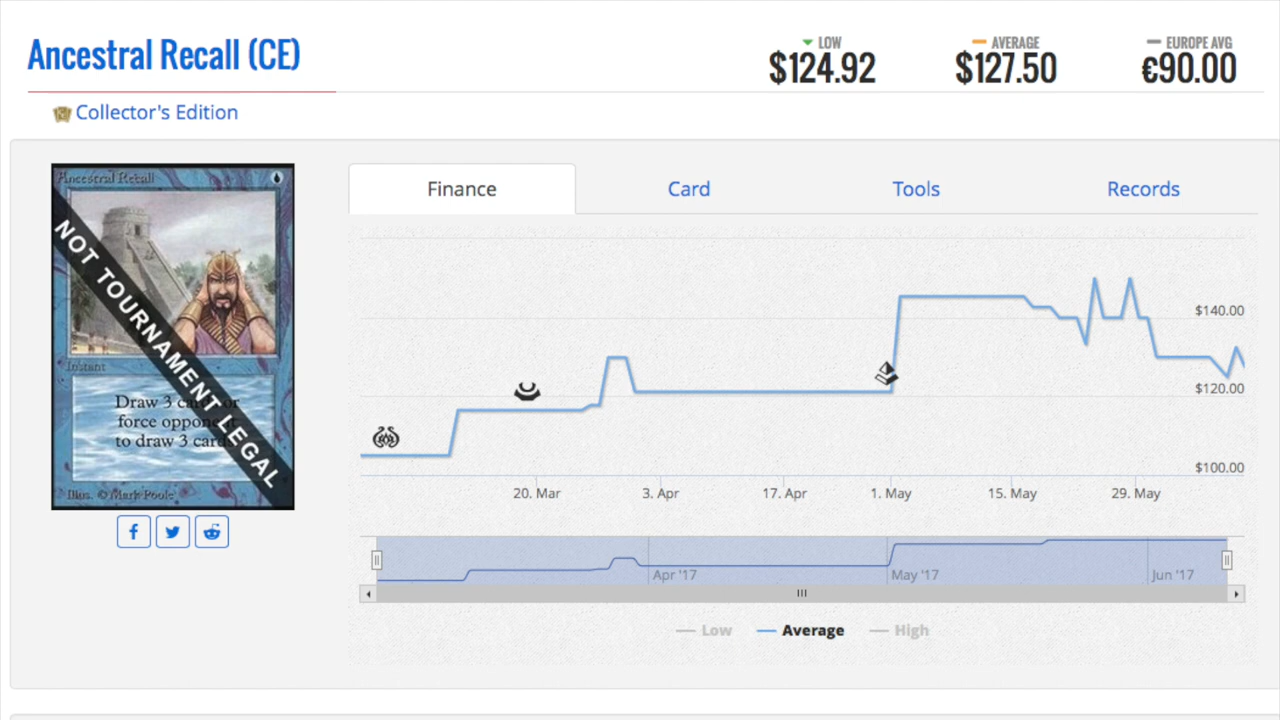 Ancestral Recall (CE)
LOW
$124.92
AVERAGE
$127.50
EUROPE AVG
€90.00
Collector's Edition
Ancestral Recall
NOT TOURNAMENT LEGAL
Instant
Draw 3 cards or
force opponent
to draw 3 cards
Illus. © Mark Poole
Finance
Card
Tools
Records
$140.00
$120.00
$100.00
20. Mar
3. Apr
17. Apr
1. May
15. May
29. May
Apr '17
May '17
Jun '17
Low
Average
High